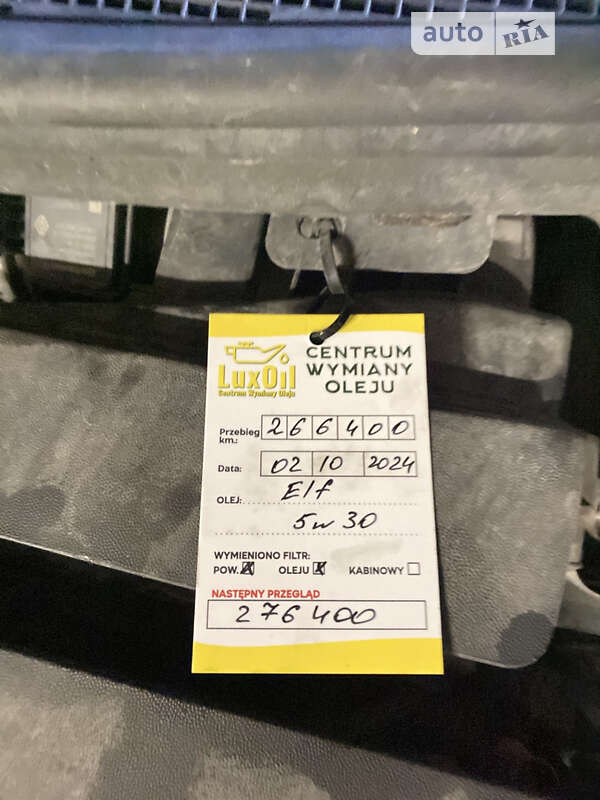 auto RIA
LuxOil
Centrum Wymiany Oleju
CENTRUM
WYMIANY
OLEJU
Przebieg km.: 266400
Data: 02 10 2024
OLEJ: Elf
5w30
WYMIENIONO FILTR:
POW. OLEJU KABINOWY
NASTĘPNY PRZEGLĄD
276400